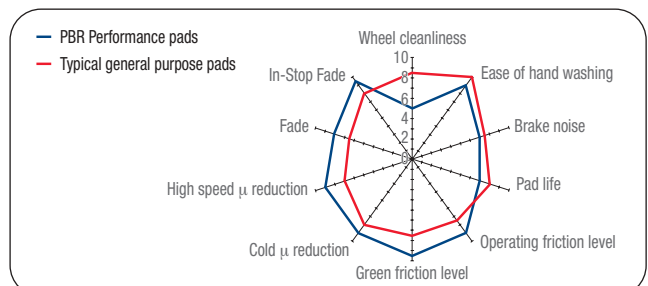 PBR Performance pads
Typical general purpose pads
Wheel cleanliness
10
8
6
4
2
0
Ease of hand washing
Brake noise
Pad life
Operating friction level
Green friction level
Cold μ reduction
High speed μ reduction
Fade
In-Stop Fade